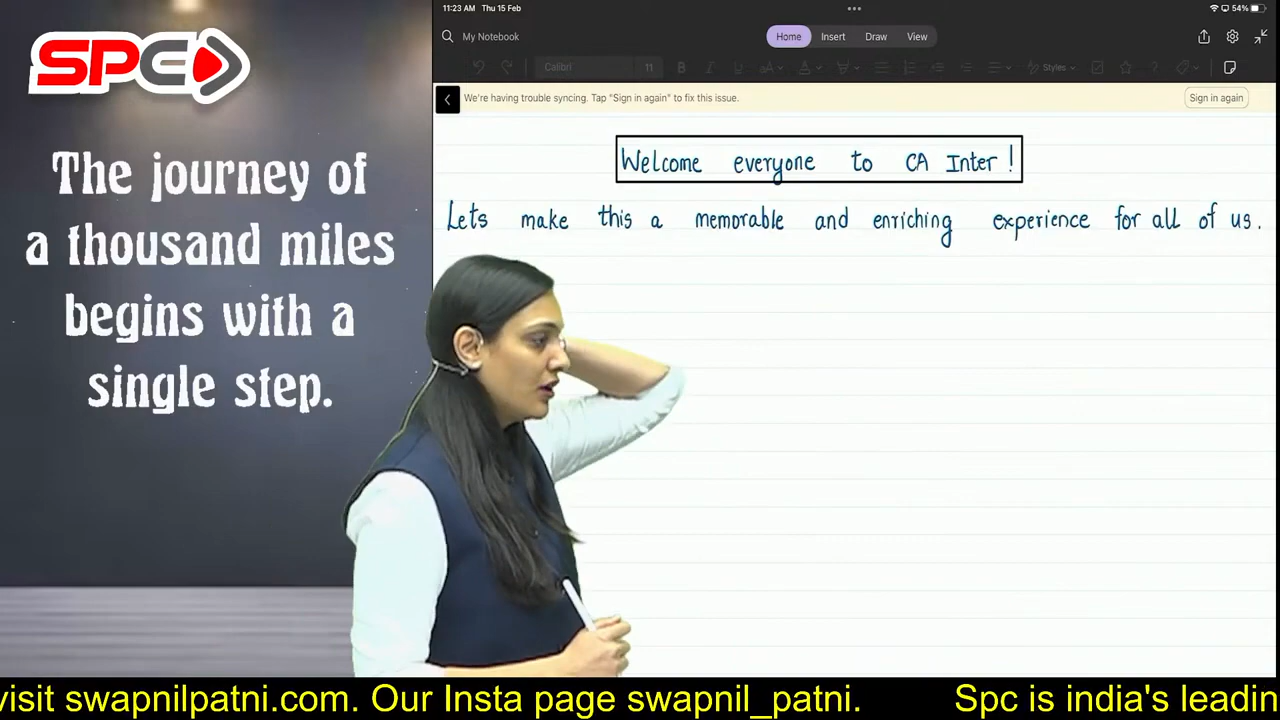 SPC
The journey of
a thousand miles
begins with a
single step.
11:23 AM Thu 15 Feb
54%
My Notebook
Home Insert Draw View
Calibri 11 B I U A A Styles
We're having trouble syncing. Tap "Sign in again" to fix this issue.
Sign in again
Welcome everyone to CA Inter !
Lets make this a memorable and enriching experience for all of us.
visit swapnilpatni.com. Our Insta page swapnil_patni. Spc is india's leadin